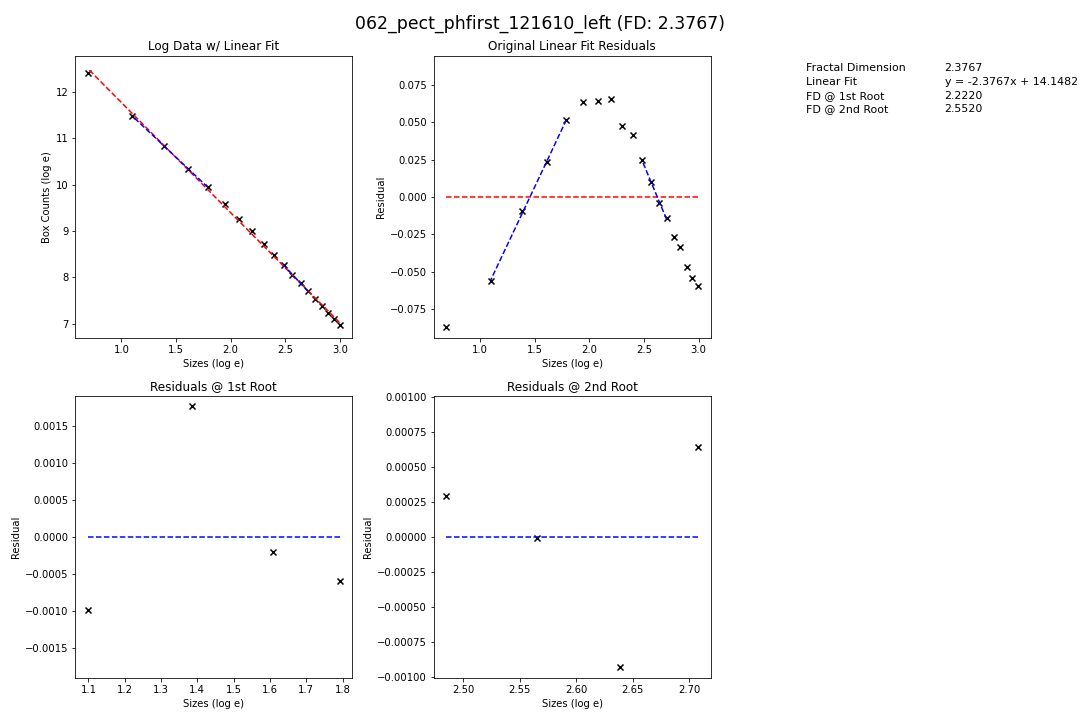 062_pect_phfirst_121610_left (FD: 2.3767)
Log Data w/ Linear Fit
12
11
10
9
8
7
Box Counts (log e)
1.0 1.5 2.0 2.5 3.0
Sizes (log e)
Original Linear Fit Residuals
0.075
0.050
0.025
0.000
−0.025
−0.050
−0.075
Residual
1.0 1.5 2.0 2.5 3.0
Sizes (log e)
Fractal Dimension 2.3767
Linear Fit y = -2.3767x + 14.1482
FD @ 1st Root 2.2220
FD @ 2nd Root 2.5520
Residuals @ 1st Root
0.0015
0.0010
0.0005
0.0000
−0.0005
−0.0010
−0.0015
Residual
1.1 1.2 1.3 1.4 1.5 1.6 1.7 1.8
Sizes (log e)
Residuals @ 2nd Root
0.00100
0.00075
0.00050
0.00025
0.00000
−0.00025
−0.00050
−0.00075
−0.00100
Residual
2.50 2.55 2.60 2.65 2.70
Sizes (log e)